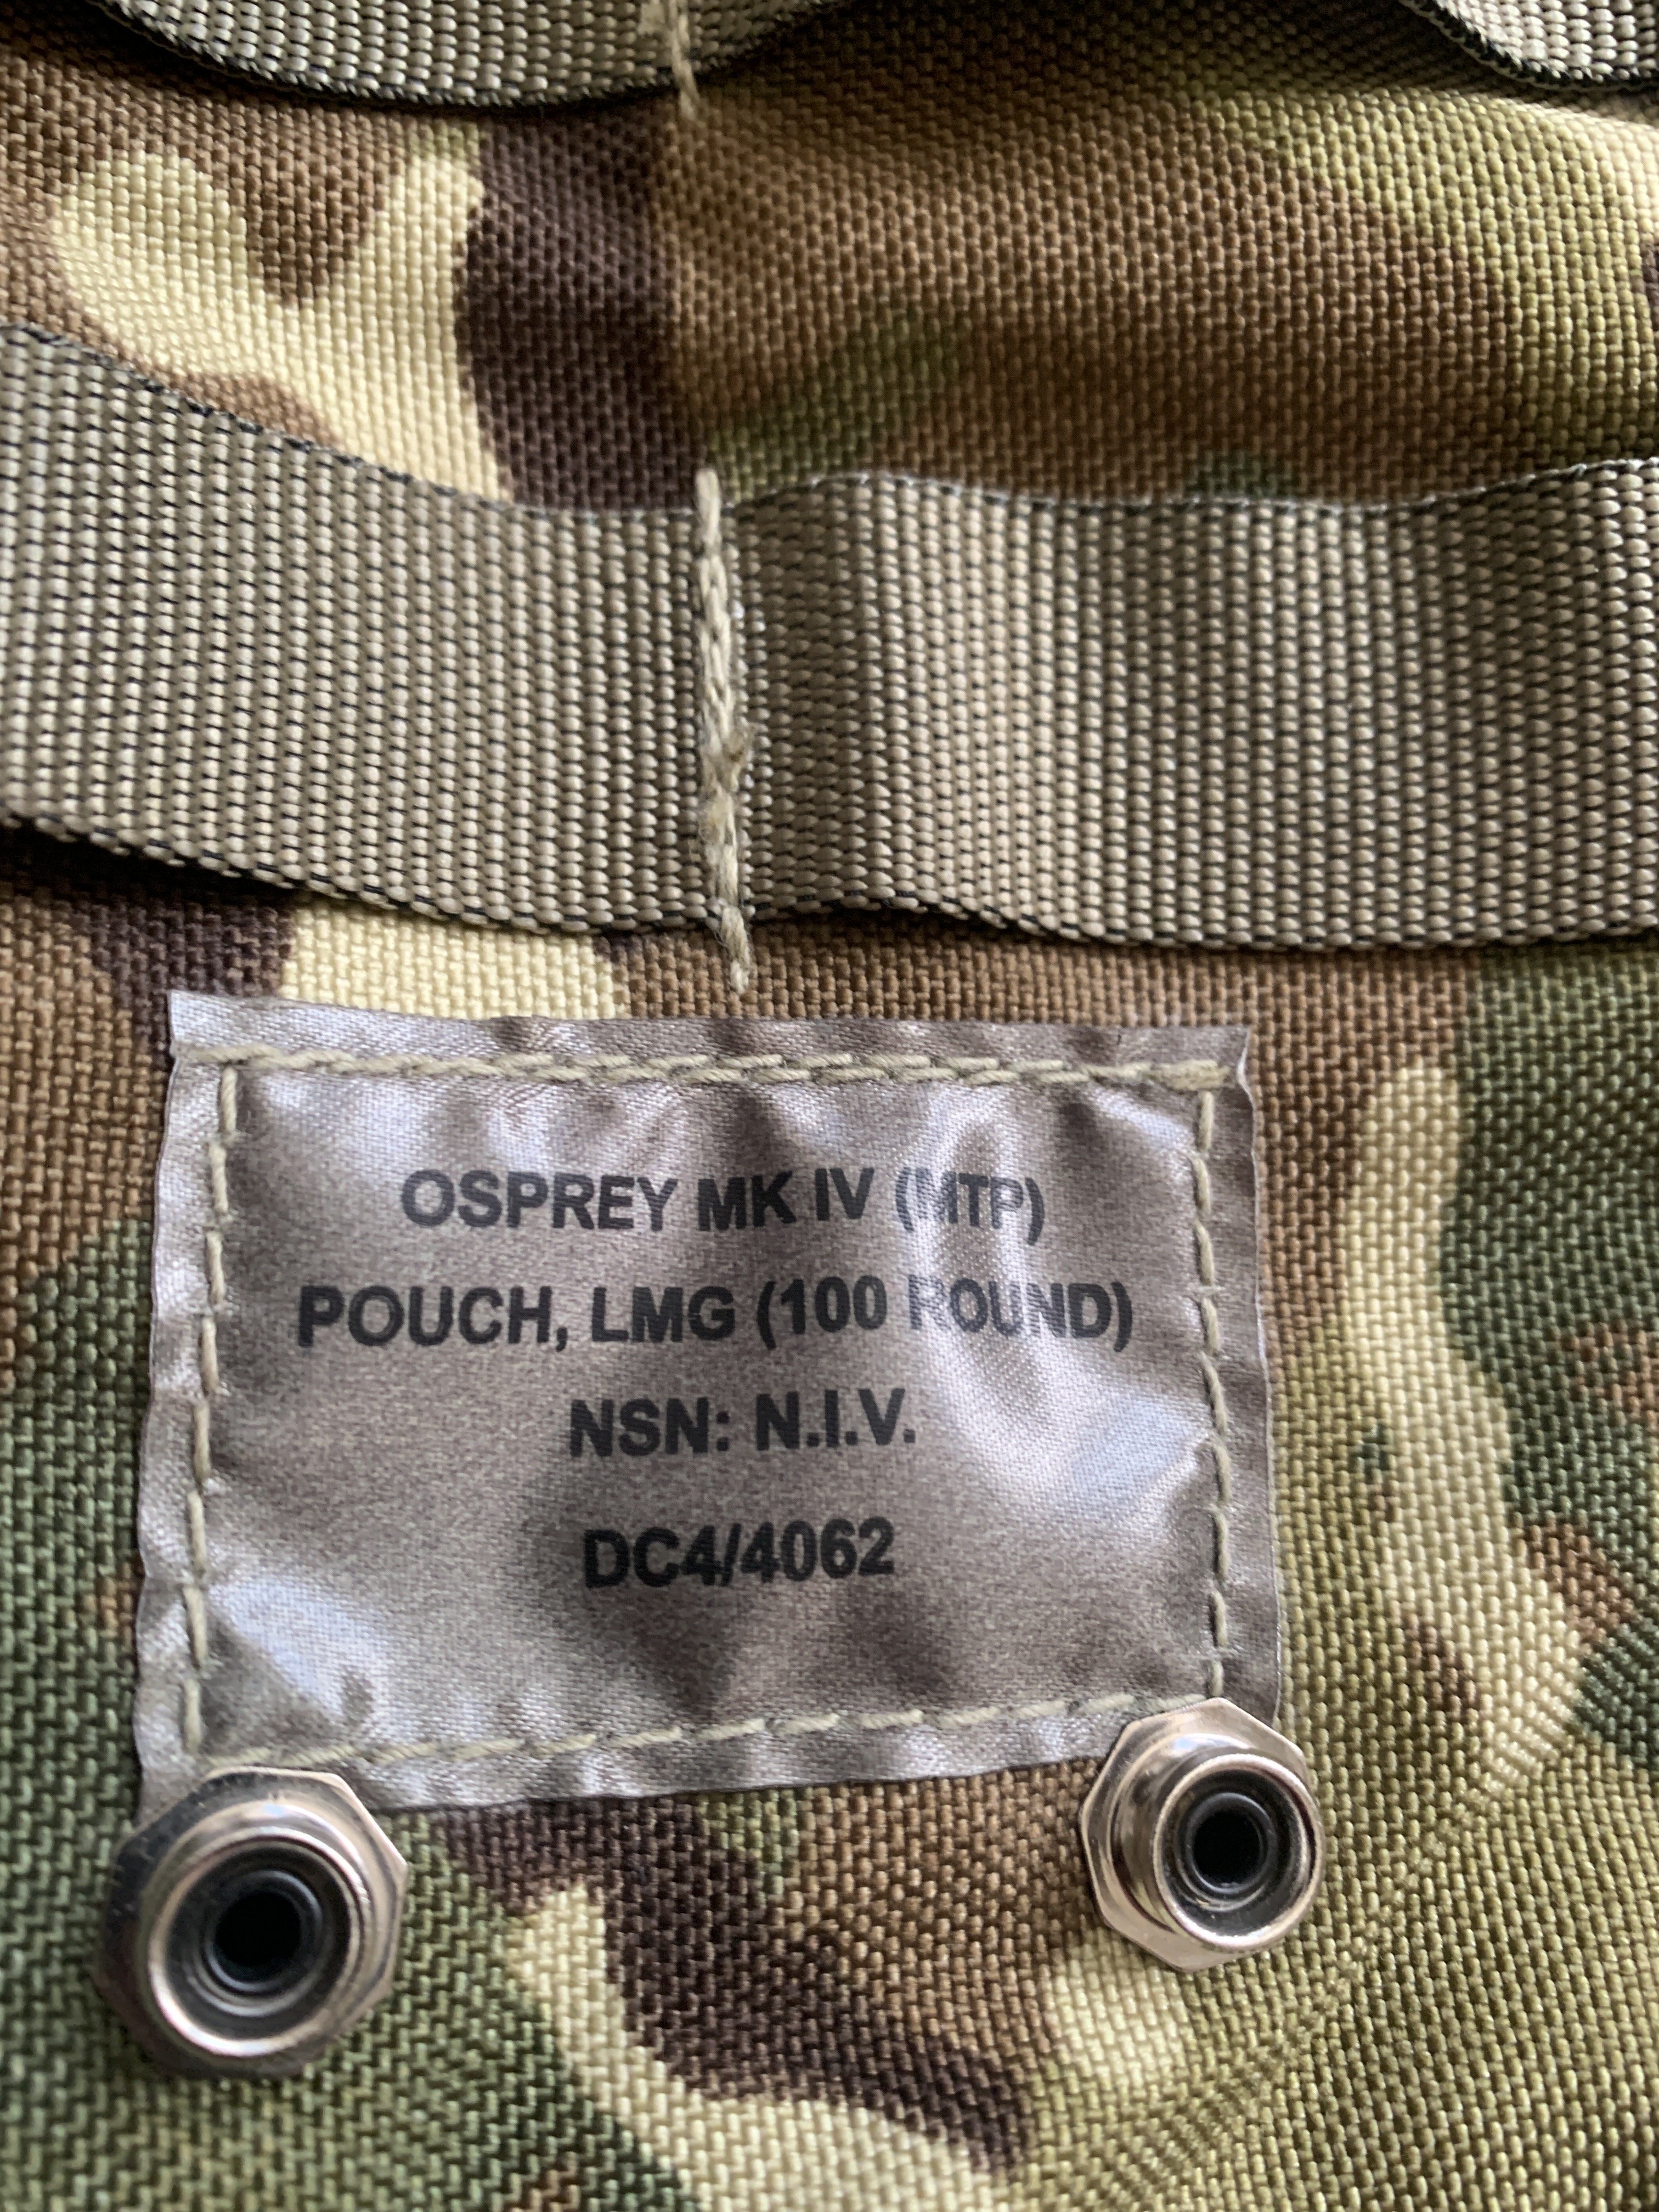 OSPREY MK IV (MTP)
POUCH, LMG (100 ROUND)
NSN: N.I.V.
DC4/4062